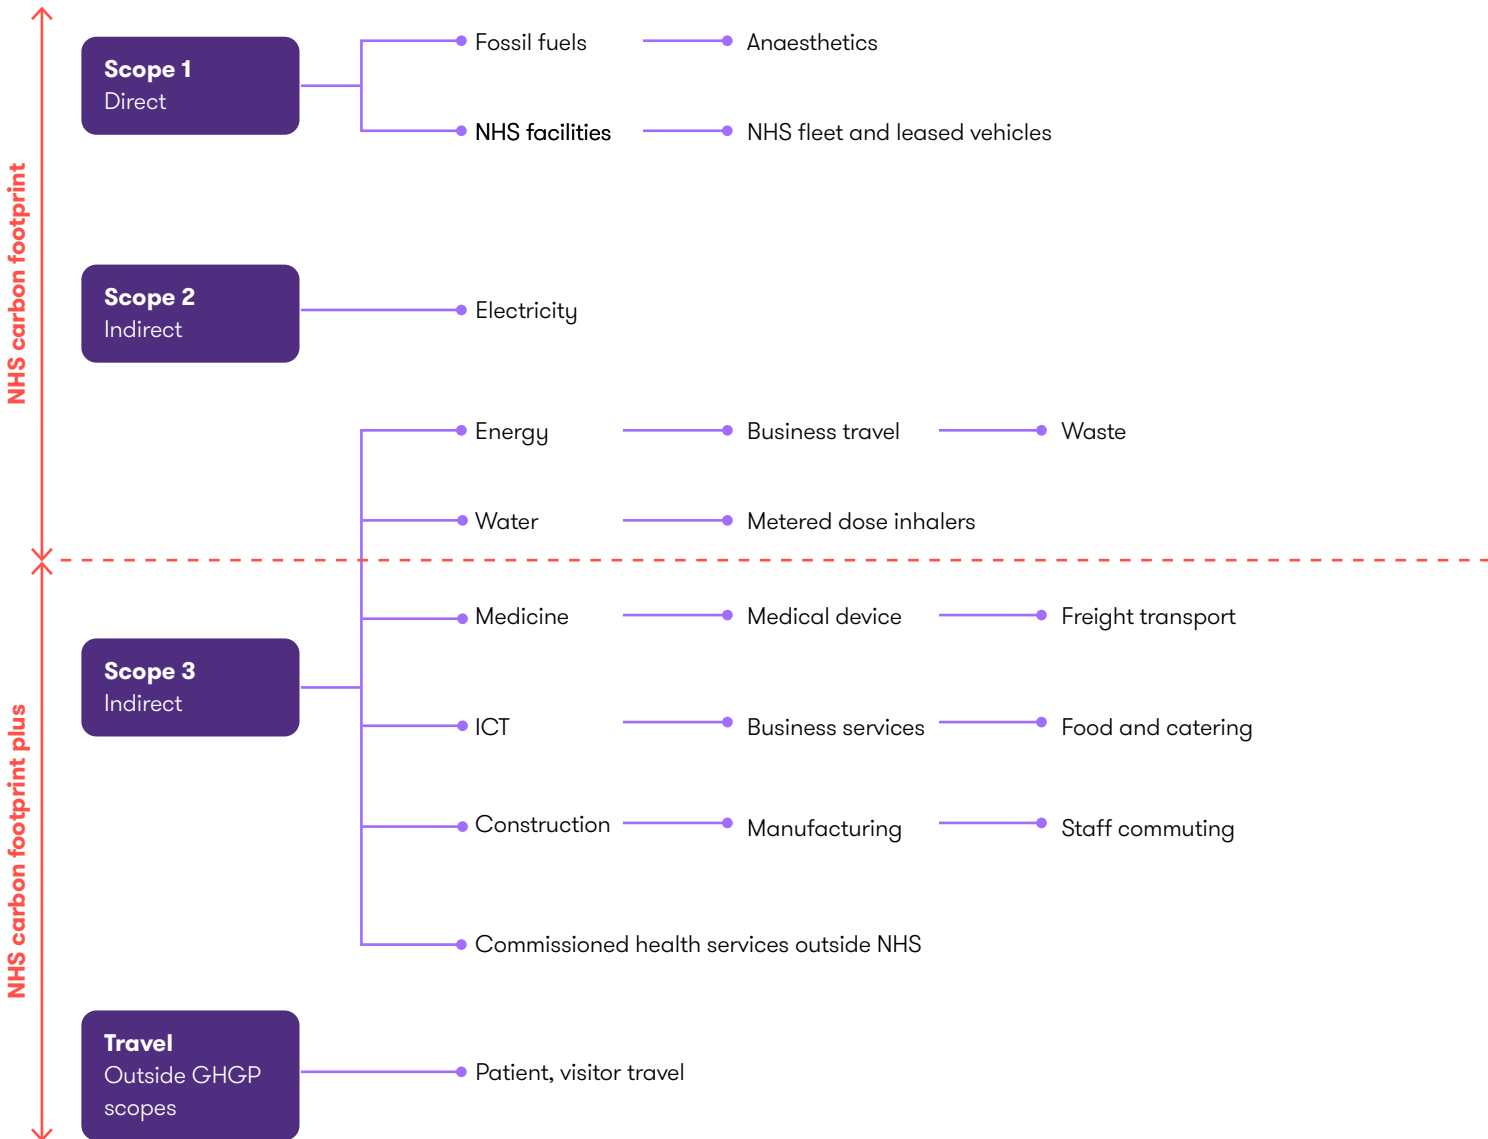 NHS carbon footprint
Scope 1
Direct
Fossil fuels
Anaesthetics
NHS facilities
NHS fleet and leased vehicles
Scope 2
Indirect
Electricity
Energy
Business travel
Waste
Water
Metered dose inhalers
NHS carbon footprint plus
Scope 3
Indirect
Medicine
Medical device
Freight transport
ICT
Business services
Food and catering
Construction
Manufacturing
Staff commuting
Commissioned health services outside NHS
Travel
Outside GHGP
scopes
Patient, visitor travel